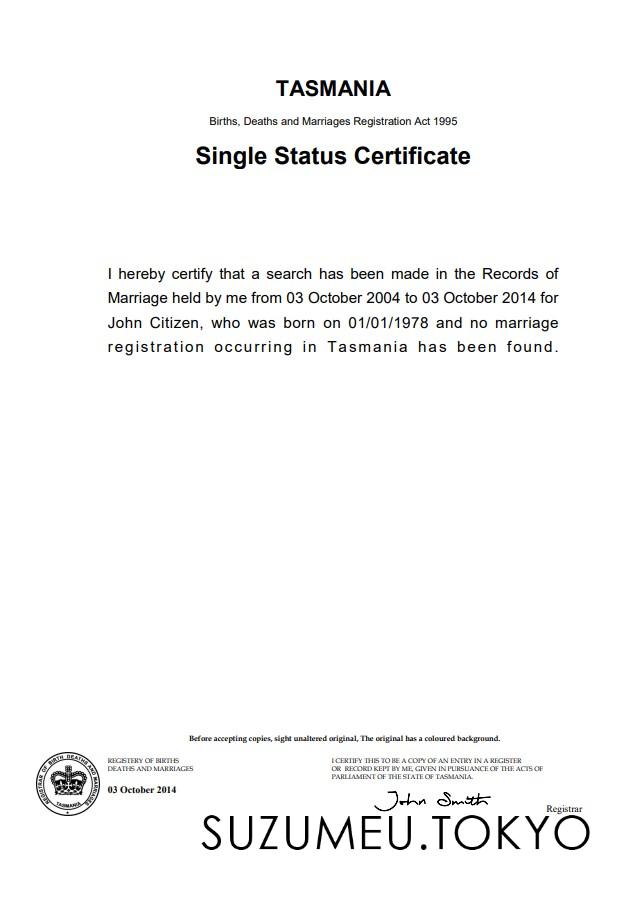 TASMANIA
Births, Deaths and Marriages Registration Act 1995
Single Status Certificate
I hereby certify that a search has been made in the Records of
Marriage held by me from 03 October 2004 to 03 October 2014 for
John Citizen, who was born on 01/01/1978 and no marriage
registration occurring in Tasmania has been found.
Before accepting copies, sight unaltered original, The original has a coloured background.
REGISTRAR OF BIRTH DEATHS AND MARRIAGES
TASMANIA
REGISTERY OF BIRTHS
DEATHS AND MARRIAGES
03 October 2014
I CERTIFY THIS TO BE A COPY OF AN ENTRY IN A REGISTER
OR RECORD KEPT BY ME, GIVEN IN PURSUANCE OF THE ACTS OF
PARLIAMENT OF THE STATE OF TASMANIA.
John Smith
Registrar
SUZUMEU.TOKYO